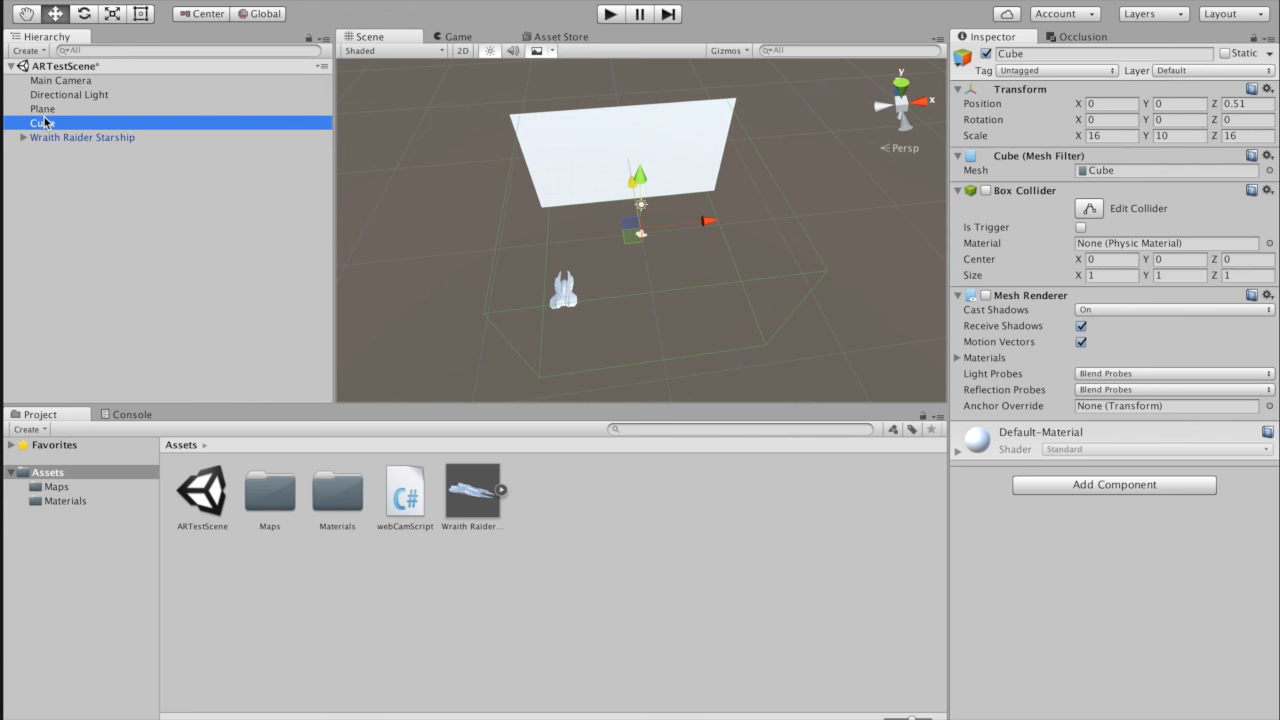 Center Global Account Layers Layout
Hierarchy Scene Game Asset Store Inspector Occlusion
Create All Shaded 2D Gizmos All Cube Static
ARTestScene* Tag Untagged Layer Default
Main Camera
Directional Light
Plane
Wraith Raider Starship
y
x
Persp
Transform
Position X 0 Y 0 Z 0.51
Rotation X 0 Y 0 Z 0
Scale X 16 Y 10 Z 16
Cube (Mesh Filter)
Mesh Cube
Box Collider
Edit Collider
Is Trigger
Material None (Physic Material)
Center X 0 Y 0 Z 0
Size X 1 Y 1 Z 1
Mesh Renderer
Cast Shadows On
Receive Shadows
Motion Vectors
Materials
Light Probes Blend Probes
Reflection Probes Blend Probes
Anchor Override None (Transform)
Default-Material
Shader Standard
Add Component
Project Console
Create
Favorites
Assets
Maps
Materials
Assets
C#
ARTestScene Maps Materials webCamScript Wraith Raider...